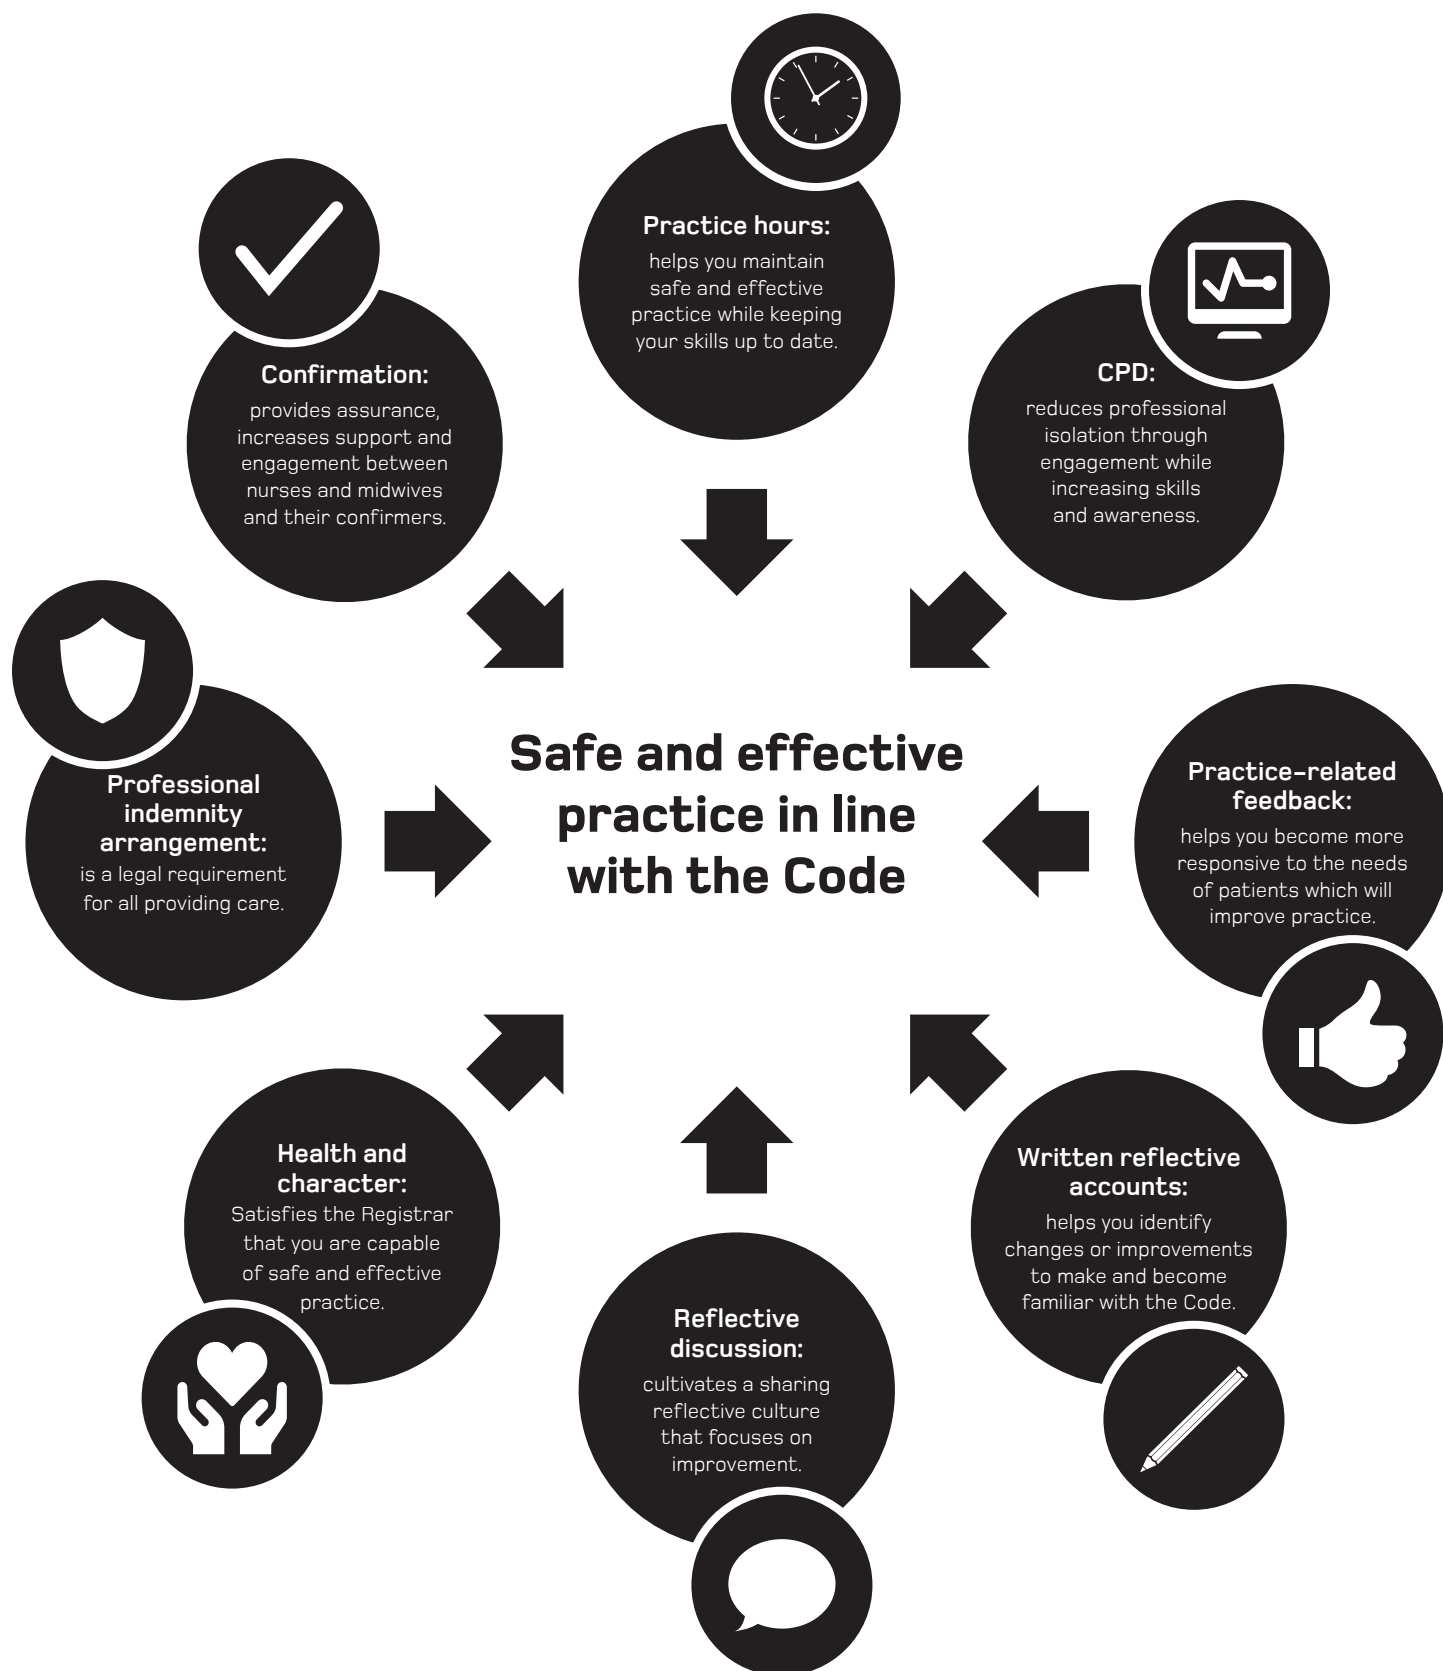 Practice hours:
helps you maintain
safe and effective
practice while keeping
your skills up to date.
CPD:
reduces professional
isolation through
engagement while
increasing skills
and awareness.
Practice-related
feedback:
helps you become more
responsive to the needs
of patients which will
improve practice.
Written reflective
accounts:
helps you identify
changes or improvements
to make and become
familiar with the Code.
Reflective
discussion:
cultivates a sharing
reflective culture
that focuses on
improvement.
Health and
character:
Satisfies the Registrar
that you are capable
of safe and effective
practice.
Professional
indemnity
arrangement:
is a legal requirement
for all providing care.
Confirmation:
provides assurance,
increases support and
engagement between
nurses and midwives
and their confirmers.
Safe and effective
practice in line
with the Code